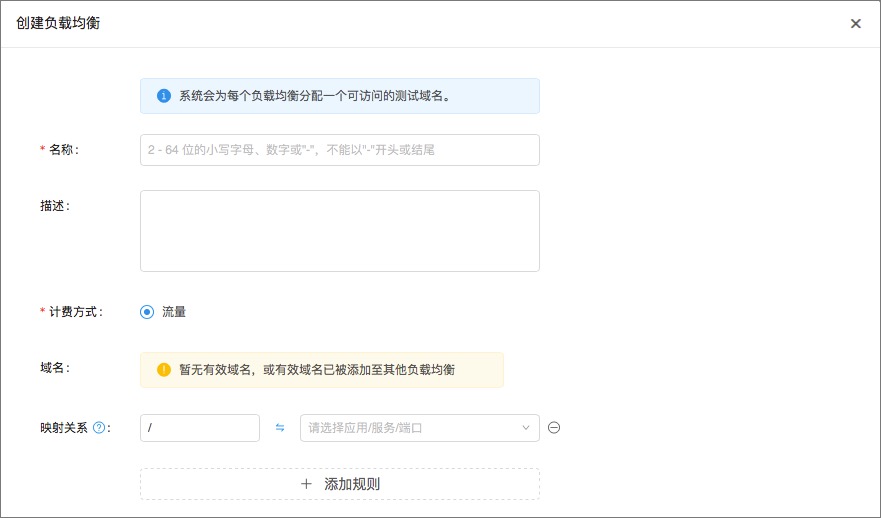 创建负载均衡
系统会为每个负载均衡分配一个可访问的测试域名。
* 名称：
2 - 64 位的小写字母、数字或"-"，不能以"-"开头或结尾
描述：
* 计费方式： 流量
域名： 暂无有效域名，或有效域名已被添加至其他负载均衡
映射关系 ?： / 请选择应用/服务/端口
+ 添加规则